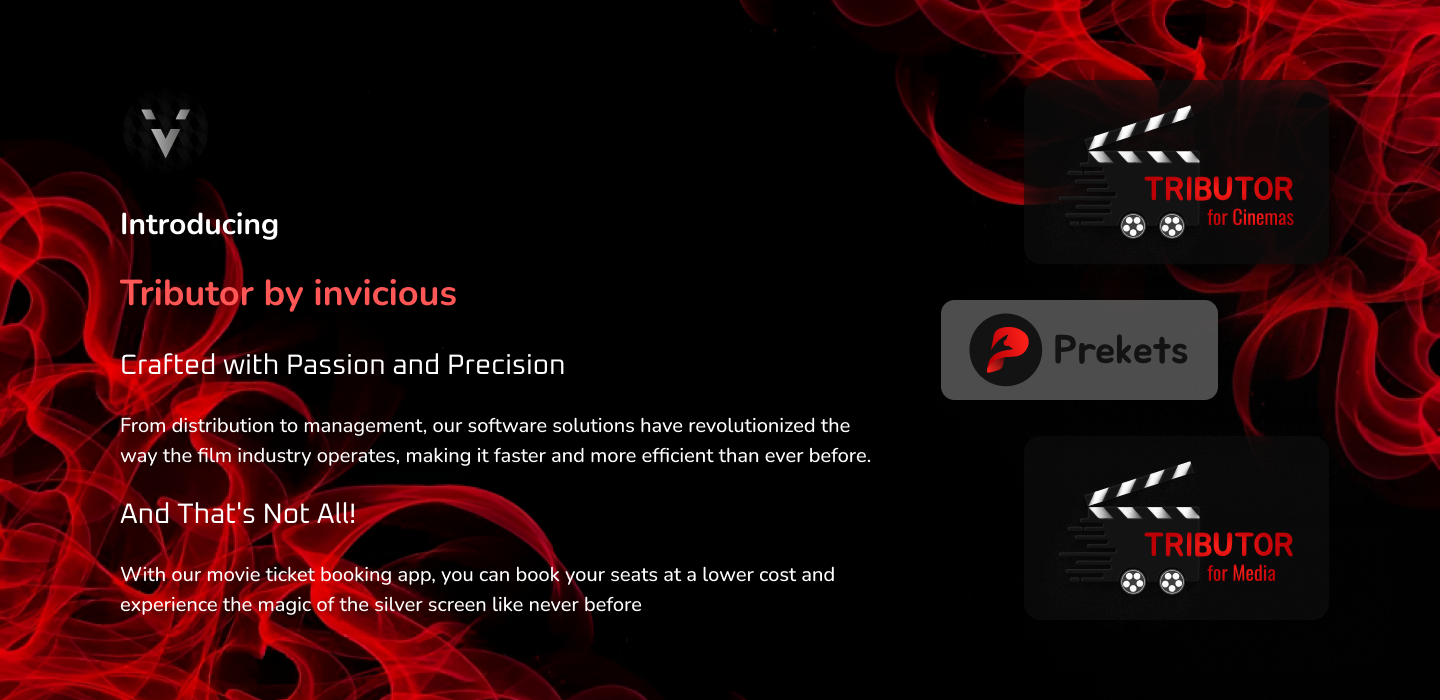 Introducing
Tributor by invicious
Crafted with Passion and Precision
From distribution to management, our software solutions have revolutionized the
way the film industry operates, making it faster and more efficient than ever before.
And That's Not All!
With our movie ticket booking app, you can book your seats at a lower cost and
experience the magic of the silver screen like never before
TRIBUTOR
for Cinemas
Prekets
TRIBUTOR
for Media